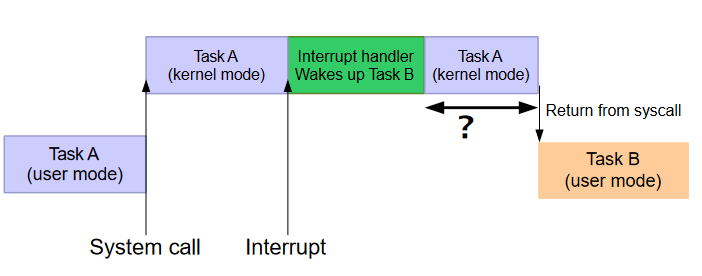 Task A
(kernel mode)
Interrupt handler
Wakes up Task B
Task A
(kernel mode)
?
Return from syscall
Task A
(user mode)
Task B
(user mode)
System call
Interrupt